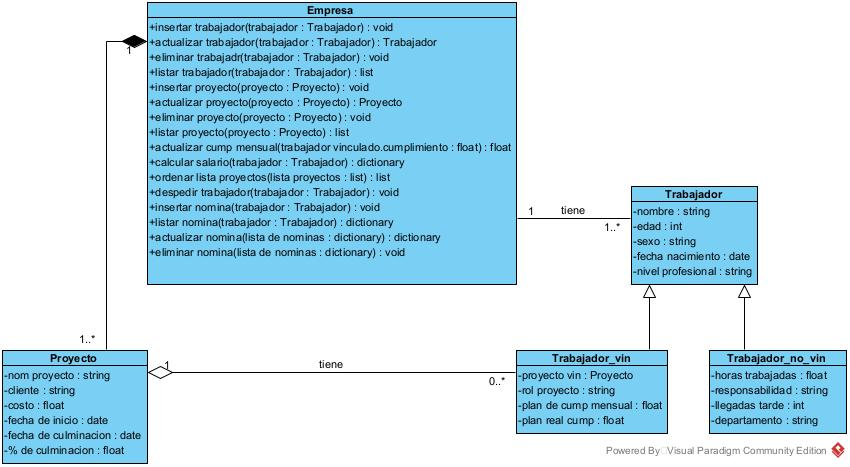 Empresa
+insertar trabajador(trabajador : Trabajador) : void
+actualizar trabajador(trabajador : Trabajador) : Trabajador
+eliminar trabajadr(trabajador : Trabajador) : void
+listar trabajador(trabajador : Trabajador) : list
+insertar proyecto(proyecto : Proyecto) : void
+actualizar proyecto(proyecto : Proyecto) : Proyecto
+eliminar proyecto(proyecto : Proyecto) : void
+listar proyecto(proyecto : Proyecto) : list
+actualizar cump mensual(trabajador vinculado.cumplimiento : float) : float
+calcular salario(trabajador : Trabajador) : dictionary
+ordenar lista proyectos(lista proyectos : list) : list
+despedir trabajador(trabajador : Trabajador) : void
+insertar nomina(trabajador : Trabajador) : void
+listar nomina(trabajador : Trabajador) : dictionary
+actualizar nomina(lista de nominas : dictionary) : dictionary
+eliminar nomina(lista de nominas : dictionary) : void
1
1
tiene
1..*
Trabajador
-nombre : string
-edad : int
-sexo : string
-fecha nacimiento : date
-nivel profesional : string
1..*
Proyecto
-nom proyecto : string
-cliente : string
-costo : float
-fecha de inicio : date
-fecha de culminacion : date
-% de culminacion : float
1
tiene
0..*
Trabajador_vin
-proyecto vin : Proyecto
-rol proyecto : string
-plan de cump mensual : float
-plan real cump : float
Trabajador_no_vin
-horas trabajadas : float
-responsabilidad : string
-llegadas tarde : int
-departamento : string
Powered By Visual Paradigm Community Edition